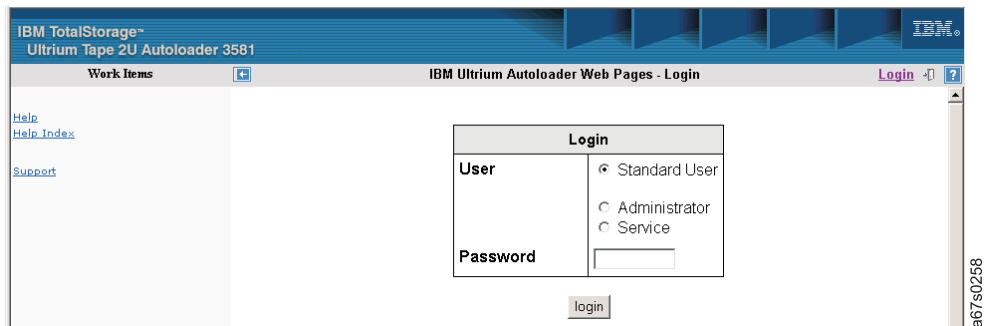 IBM TotalStorage™
Ultrium Tape 2U Autoloader 3581
IBM®
Work Items
IBM Ultrium Autoloader Web Pages - Login
Login
?
Help
Help Index
Support
Login
User
Standard User
Administrator
Service
Password
login
a67s0258